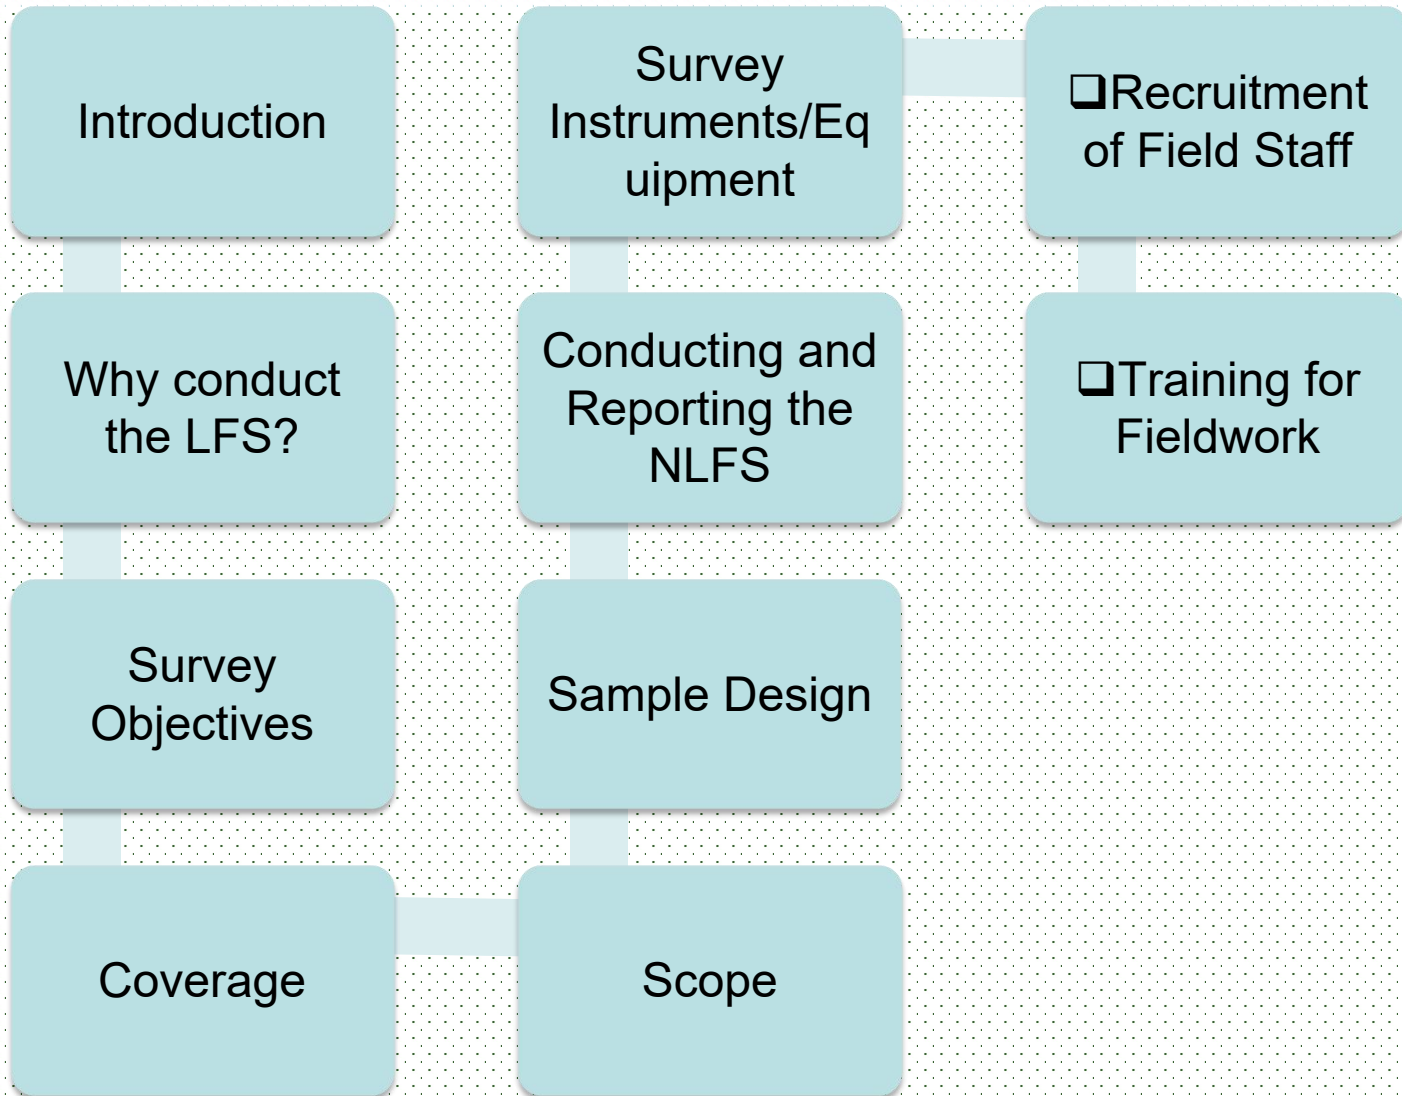 Introduction
Why conduct
the LFS?
Survey
Objectives
Coverage
Scope
Sample Design
Conducting and
Reporting the
NLFS
Survey
Instruments/Eq
uipment
❑Recruitment
of Field Staff
❑Training for
Fieldwork